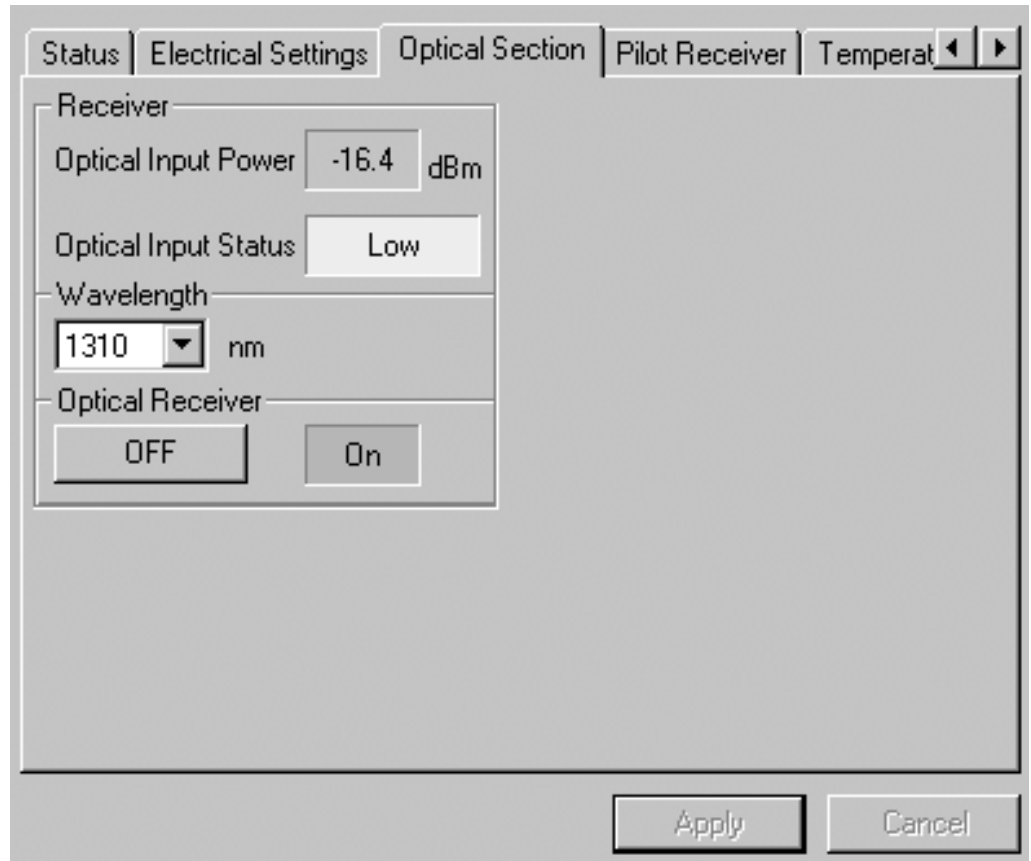 Status Electrical Settings Optical Section Pilot Receiver Temperat
Receiver
Optical Input Power -16.4 dBm
Optical Input Status Low
Wavelength
1310 nm
Optical Receiver
OFF On
Apply Cancel